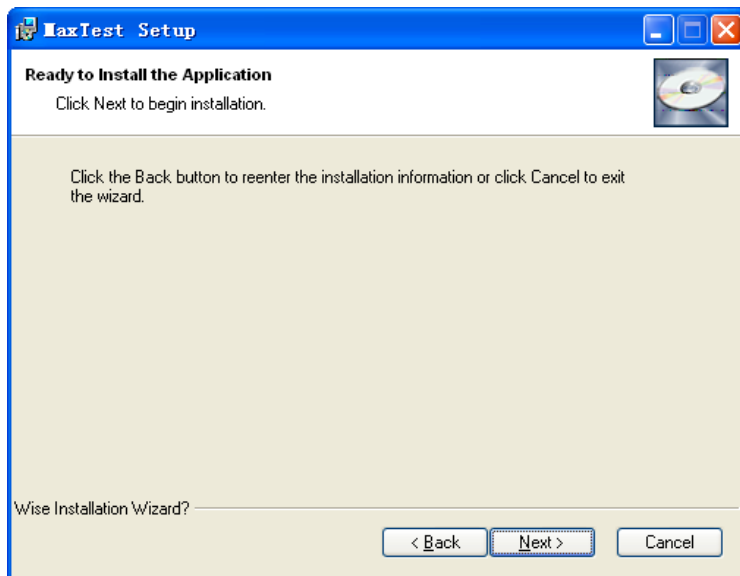 MaxTest Setup
Ready to Install the Application
Click Next to begin installation.
Click the Back button to reenter the installation information or click Cancel to exit
the wizard.
Wise Installation Wizard?
< Back Next > Cancel